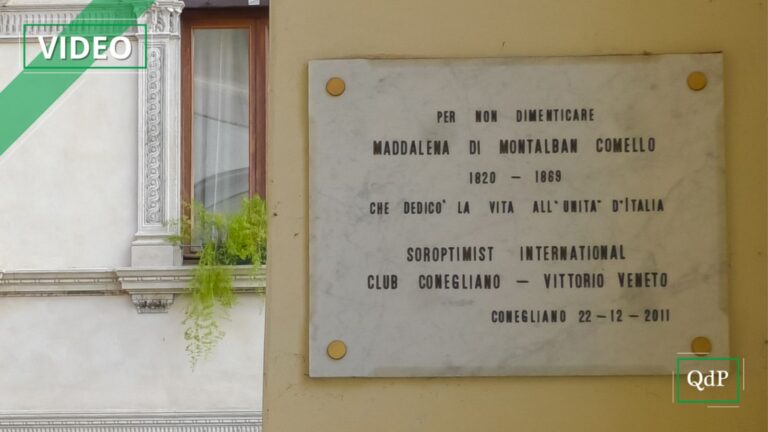 VIDEO
PER NON DIMENTICARE
MADDALENA DI MONTALBAN COMELLO
1820 – 1869
CHE DEDICO' LA VITA ALL'UNITA' D'ITALIA
SOROPTIMIST INTERNATIONAL
CLUB CONEGLIANO – VITTORIO VENETO
CONEGLIANO 22–12–2011
QdP